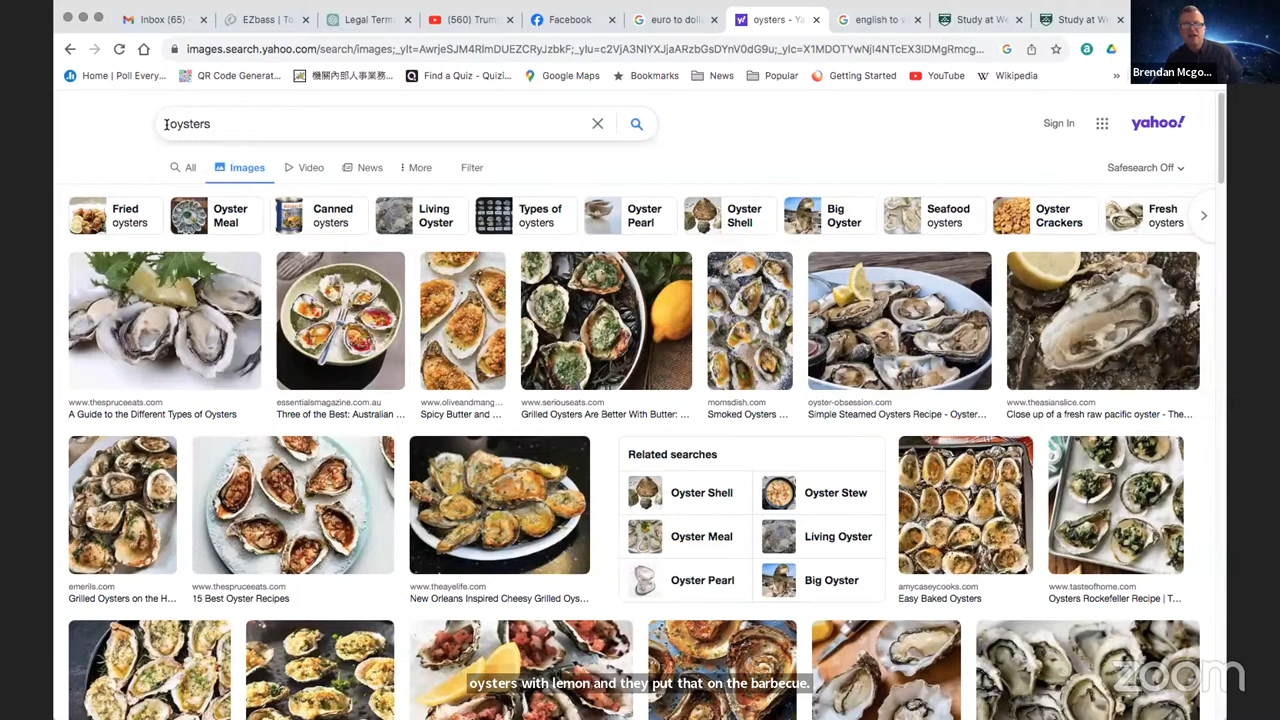 Inbox (65) -
EZbass | To
Legal Term
(560) Trum
Facebook
euro to doll
oysters - Ya
english to v
Study at We
Study at We
images.search.yahoo.com/search/images;_ylt=AwrjeSJM4RlmDUEZCRyJzbkF;_ylu=c2VjA3NlYXJjaARzbGsDYnV0dG9u;_ylc=X1MDOTYwNjI4NTcEX3IDMgRmcg...
Brendan Mcgo...
Home | Poll Every...
QR Code Generat...
機關內部人事業務...
Find a Quiz - Quizi...
Google Maps
Bookmarks
News
Popular
Getting Started
YouTube
Wikipedia
»
oysters
Sign In
yahoo!
All
Images
Video
News
More
Filter
Safesearch Off
Fried
oysters
Oyster
Meal
Canned
oysters
Living
Oyster
Types of
oysters
Oyster
Pearl
Oyster
Shell
Big
Oyster
Seafood
oysters
Oyster
Crackers
Fresh
oysters
www.thespruceeats.com
A Guide to the Different Types of Oysters
essentialsmagazine.com.au
Three of the Best: Australian ...
www.oliveandmang...
Spicy Butter and ...
www.seriouseats.com
Grilled Oysters Are Better With Butter: ...
momsdish.com
Smoked Oysters ...
oyster-obsession.com
Simple Steamed Oysters Recipe - Oyster...
www.theasianslice.com
Close up of a fresh raw pacific oyster - The...
Related searches
Oyster Shell
Oyster Stew
Oyster Meal
Living Oyster
Oyster Pearl
Big Oyster
emerils.com
Grilled Oysters on the H...
www.thespruceeats.com
15 Best Oyster Recipes
www.theayelife.com
New Orleans Inspired Cheesy Grilled Oys...
amycaseycooks.com
Easy Baked Oysters
www.tasteofhome.com
Oysters Rockefeller Recipe | T...
oysters with lemon and they put that on the barbecue.
zoom